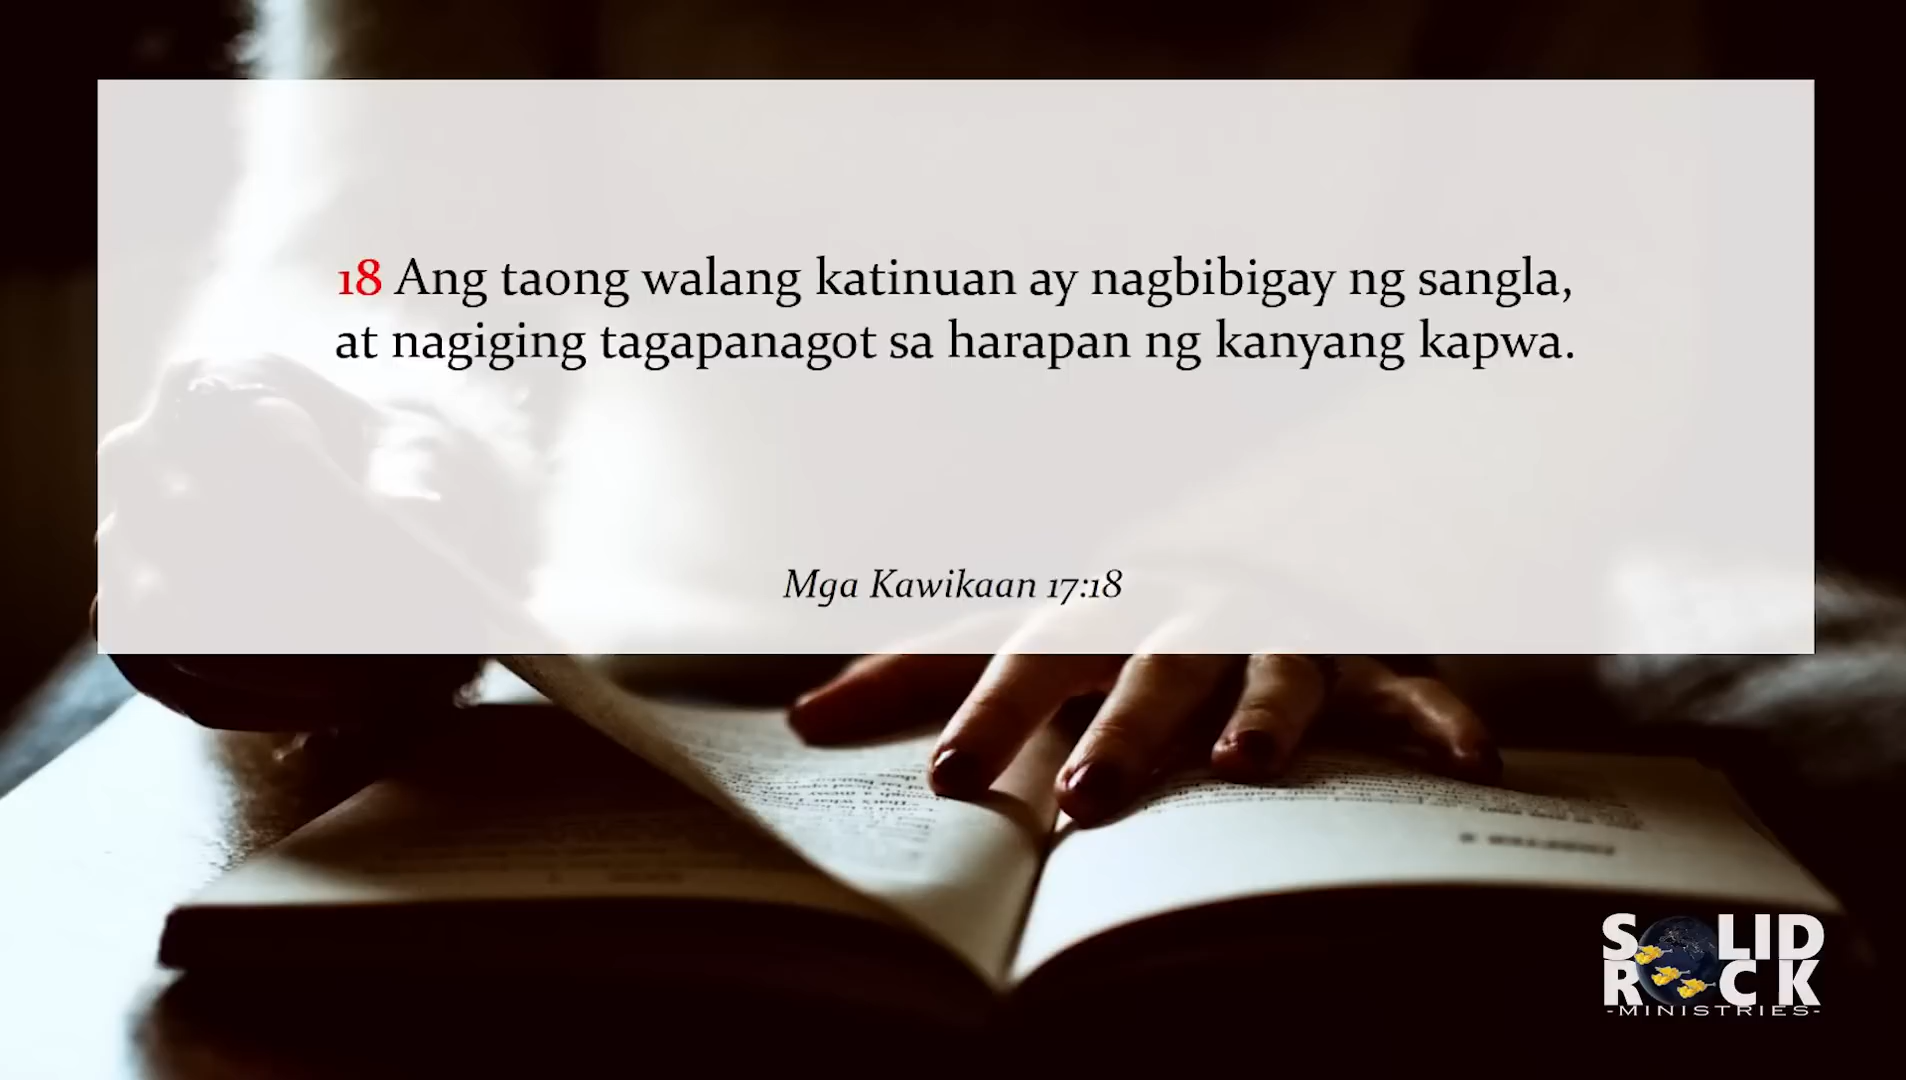 18 Ang taong walang katinuan ay nagbibigay ng sangla,
at nagiging tagapanagot sa harapan ng kanyang kapwa.
Mga Kawikaan 17:18
SOLID
ROCK
-MINISTRIES-